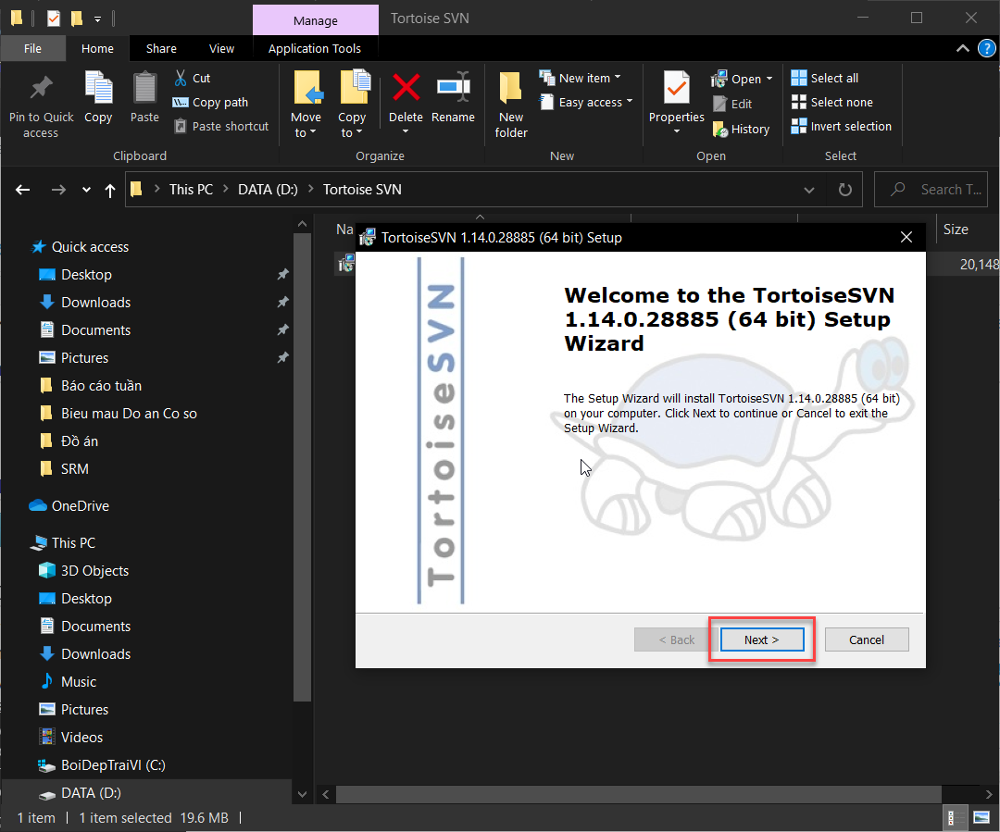 Manage
Tortoise SVN
File
Home
Share
View
Application Tools
?
Pin to Quick
access
Copy
Paste
Cut
Copy path
Paste shortcut
Clipboard
Move
to
Copy
to
Delete
Rename
Organize
New
folder
New item
Easy access
New
Properties
Open
Edit
History
Open
Select all
Select none
Invert selection
Select
This PC
DATA (D:)
Tortoise SVN
Search T...
Na
Size
20,148
Quick access
Desktop
Downloads
Documents
Pictures
Báo cáo tuần
Bieu mau Do an Co so
Đồ án
SRM
OneDrive
This PC
3D Objects
Desktop
Documents
Downloads
Music
Pictures
Videos
BoiDepTraiVI (C:)
DATA (D:)
TortoiseSVN 1.14.0.28885 (64 bit) Setup
TortoiseSVN
Welcome to the TortoiseSVN
1.14.0.28885 (64 bit) Setup
Wizard
The Setup Wizard will install TortoiseSVN 1.14.0.28885 (64 bit)
on your computer. Click Next to continue or Cancel to exit the
Setup Wizard.
< Back
Next >
Cancel
1 item
1 item selected 19.6 MB